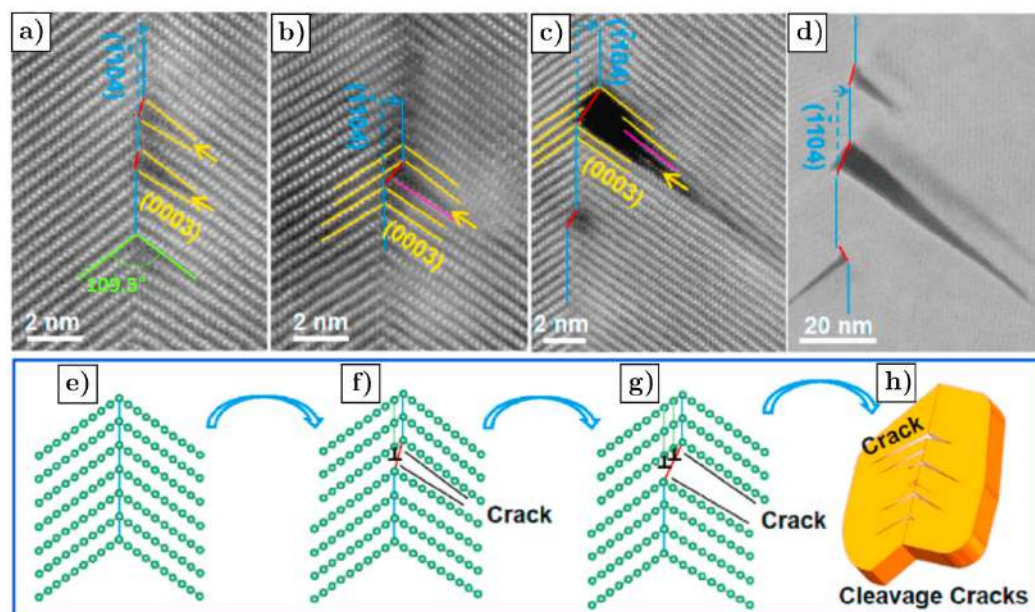 a)
(1̄104)
(0003)
109.5°
2 nm
b)
(1̄104)
(0003)
2 nm
c)
(1̄104)
(0003)
2 nm
d)
(1̄104)
20 nm
e)
f)
Crack
g)
Crack
h)
Crack
Cleavage Cracks